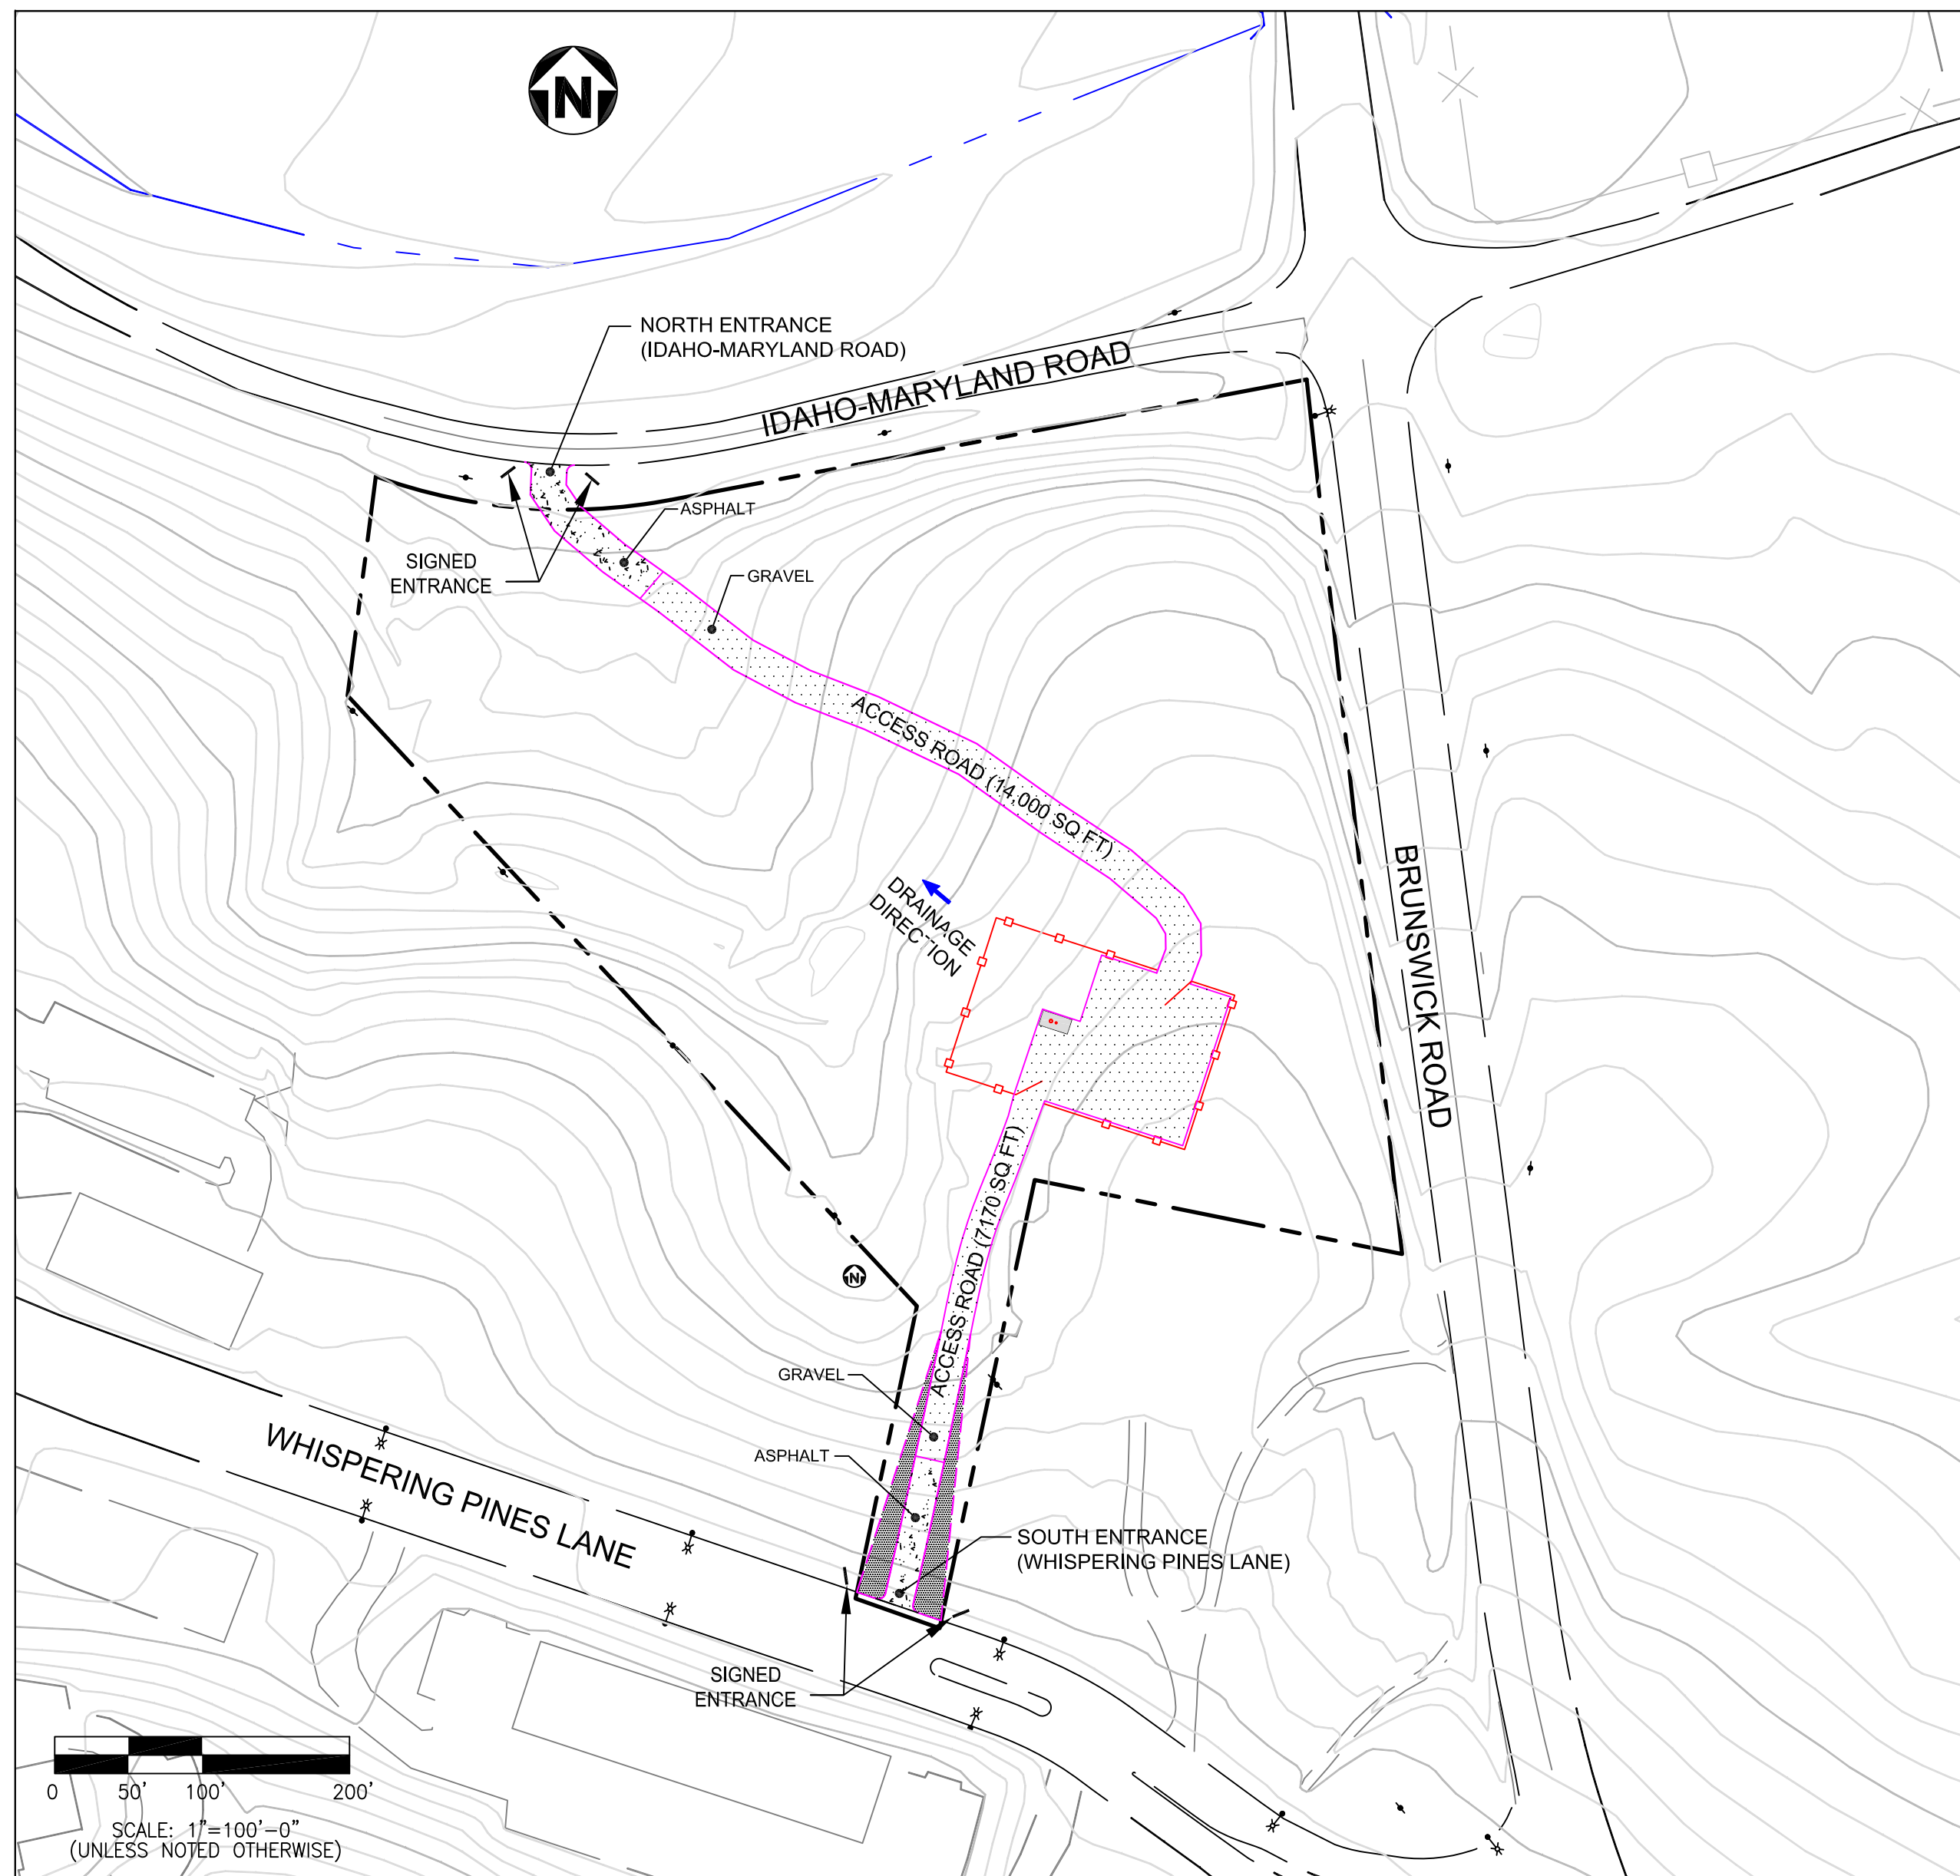 N
NORTH ENTRANCE
(IDAHO-MARYLAND ROAD)
IDAHO-MARYLAND ROAD
ASPHALT
SIGNED
ENTRANCE
GRAVEL
ACCESS ROAD (14,000 SQ FT)
DRAINAGE
DIRECTION
BRUNSWICK ROAD
ACCESS ROAD (7170 SQ FT)
N
GRAVEL
ASPHALT
WHISPERING PINES LANE
SOUTH ENTRANCE
(WHISPERING PINES LANE)
SIGNED
ENTRANCE
0 50' 100' 200'
SCALE: 1"=100'-0"
(UNLESS NOTED OTHERWISE)